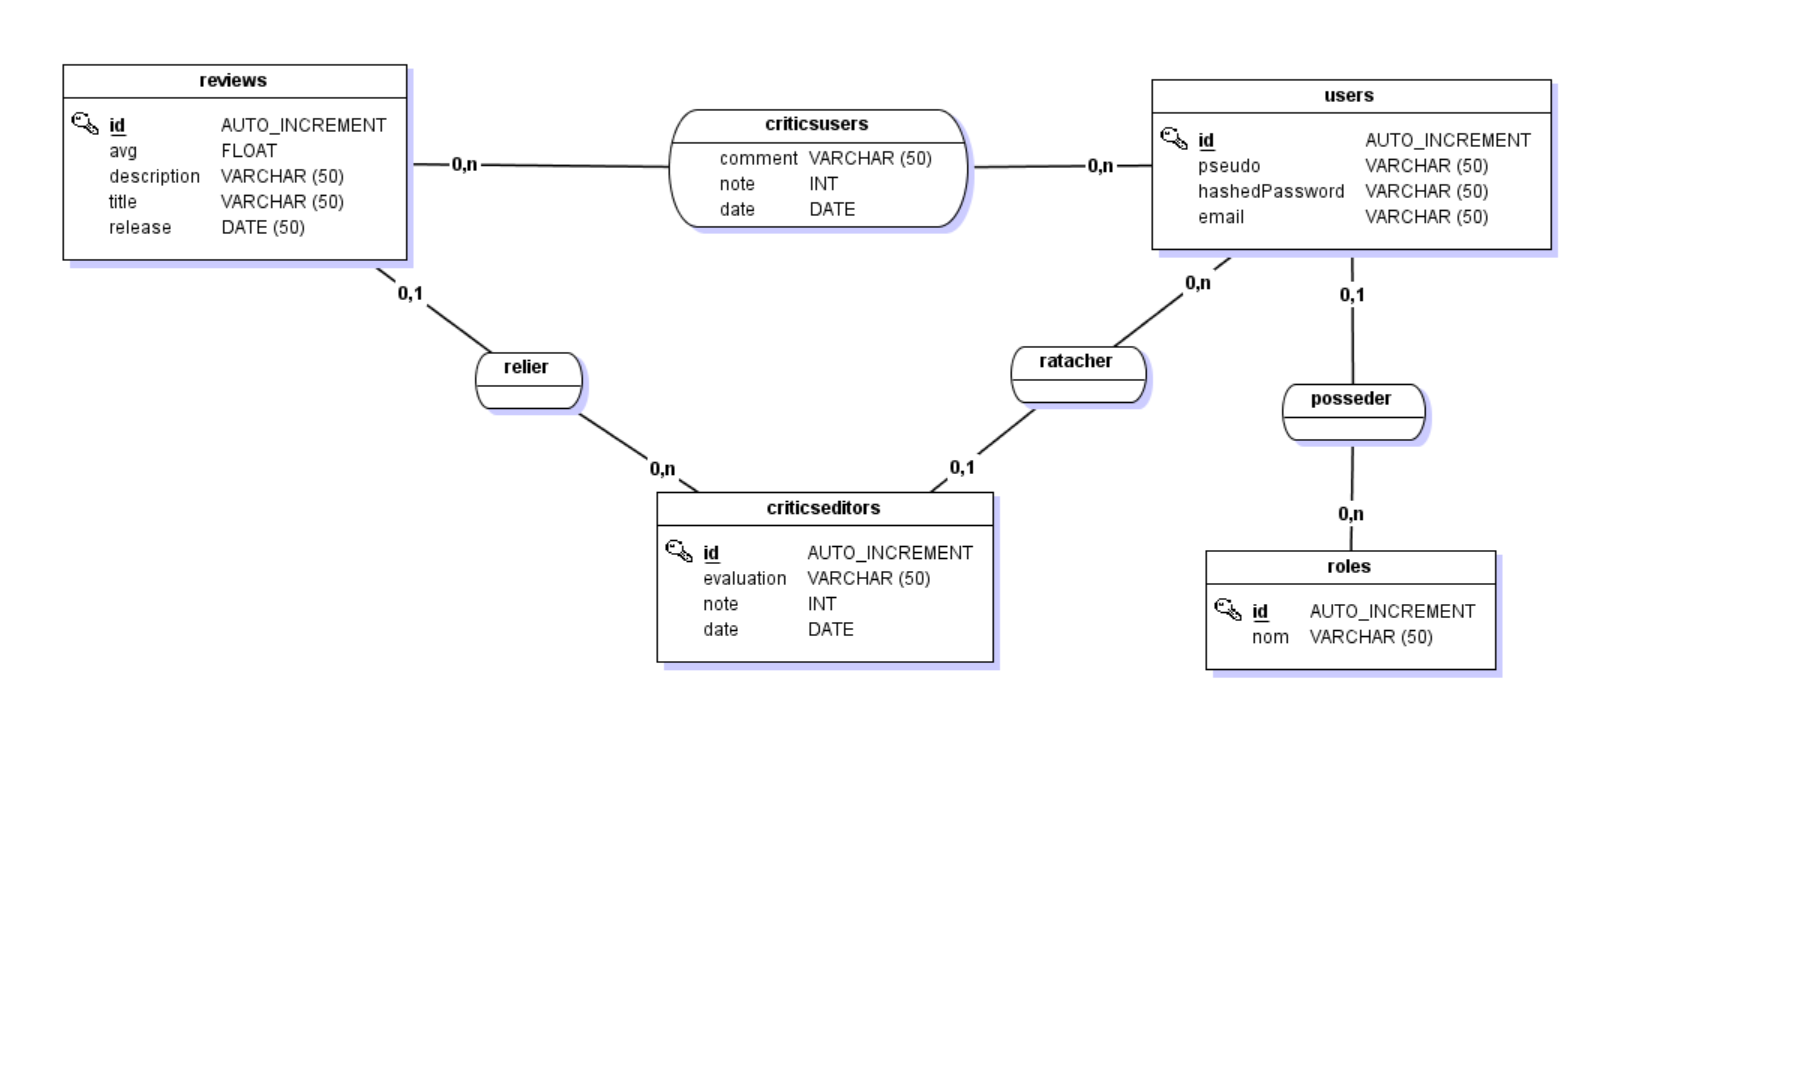 reviews
id AUTO_INCREMENT
avg FLOAT
description VARCHAR (50)
title VARCHAR (50)
release DATE (50)
0,n
criticsusers
comment VARCHAR (50)
note INT
date DATE
0,n
users
id AUTO_INCREMENT
pseudo VARCHAR (50)
hashedPassword VARCHAR (50)
email VARCHAR (50)
0,1
relier
0,n
0,n
ratacher
0,1
0,1
posseder
0,n
criticseditors
id AUTO_INCREMENT
evaluation VARCHAR (50)
note INT
date DATE
roles
id AUTO_INCREMENT
nom VARCHAR (50)